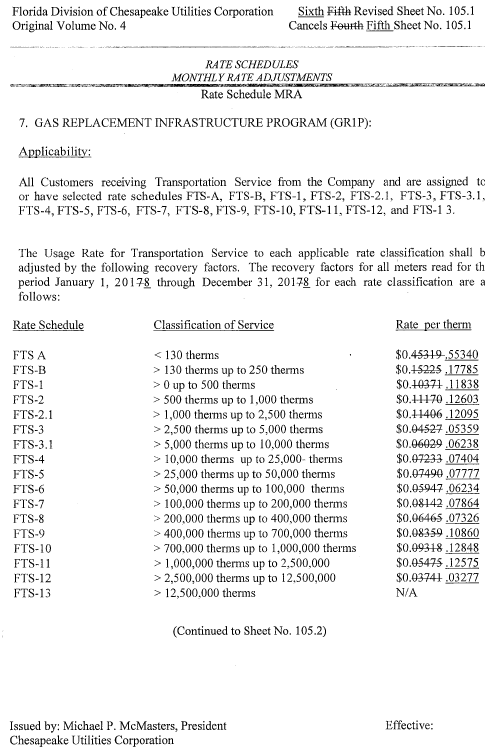 Florida Division of Chesapeake Utilities Corporation Sixth Fifth Revised Sheet No. 105.1
Original Volume No. 4 Cancels Fourth Fifth Sheet No. 105.1
RATE SCHEDULES
MONTHLY RATE ADJUSTMENTS
Rate Schedule MRA
7. GAS REPLACEMENT INFRASTRUCTURE PROGRAM (GR1P):
Applicability:
All Customers receiving Transportation Service from the Company and are assigned to
or have selected rate schedules FTS-A, FTS-B, FTS-1, FTS-2, FTS-2.1, FTS-3, FTS-3.1,
FTS-4, FTS-5, FTS-6, FTS-7, FTS-8, FTS-9, FTS-10, FTS-11, FTS-12, and FTS-1 3.
The Usage Rate for Transportation Service to each applicable rate classification shall b
adjusted by the following recovery factors. The recovery factors for all meters read for th
period January 1, 20178 through December 31, 20178 for each rate classification are a
follows:
Rate Schedule Classification of Service Rate per therm
FTS A < 130 therms $0.45319 .55340
FTS-B > 130 therms up to 250 therms $0.15225 .17785
FTS-1 > 0 up to 500 therms $0.10371 .11838
FTS-2 > 500 therms up to 1,000 therms $0.11170 .12603
FTS-2.1 > 1,000 therms up to 2,500 therms $0.11406 .12095
FTS-3 > 2,500 therms up to 5,000 therms $0.04527 .05359
FTS-3.1 > 5,000 therms up to 10,000 therms $0.06029 .06238
FTS-4 > 10,000 therms up to 25,000- therms $0.07233 .07404
FTS-5 > 25,000 therms up to 50,000 therms $0.07490 .07777
FTS-6 > 50,000 therms up to 100,000 therms $0.05947 .06234
FTS-7 > 100,000 therms up to 200,000 therms $0.08142 .07864
FTS-8 > 200,000 therms up to 400,000 therms $0.06465 .07326
FTS-9 > 400,000 therms up to 700,000 therms $0.08359 .10860
FTS-10 > 700,000 therms up to 1,000,000 therms $0.09318 .12848
FTS-11 > 1,000,000 therms up to 2,500,000 $0.05475 .12575
FTS-12 > 2,500,000 therms up to 12,500,000 $0.03741 .03277
FTS-13 > 12,500,000 therms N/A
(Continued to Sheet No. 105.2)
Issued by: Michael P. McMasters, President Effective:
Chesapeake Utilities Corporation